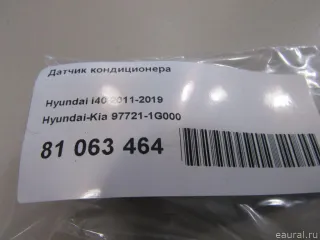 Датчик кондиционера
Hyundai i40 2011-2019
Hyundai-Kia 97721-1G000
81 063 464
eaural.ru